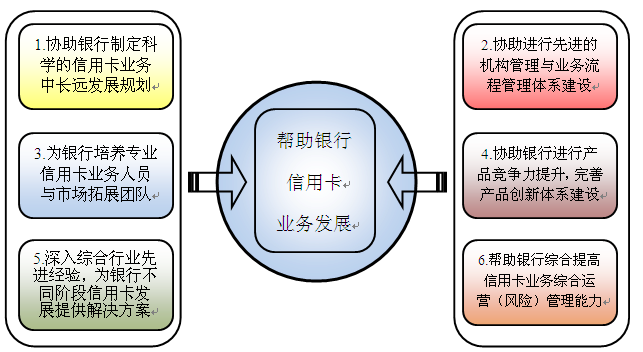 1.协助银行制定科
学的信用卡业务
中长远发展规划
2.协助进行先进的
机构管理与业务流
程管理体系建设
3.为银行培养专业
信用卡业务人员
与市场拓展团队
帮助银行
信用卡
业务发展
4.协助银行进行产
品竞争力提升，完善
产品创新体系建设
5.深入综合行业先
进经验，为银行不
同阶段信用卡发
展提供解决方案
6.帮助银行综合提高
信用卡业务综合运
营（风险）管理能力